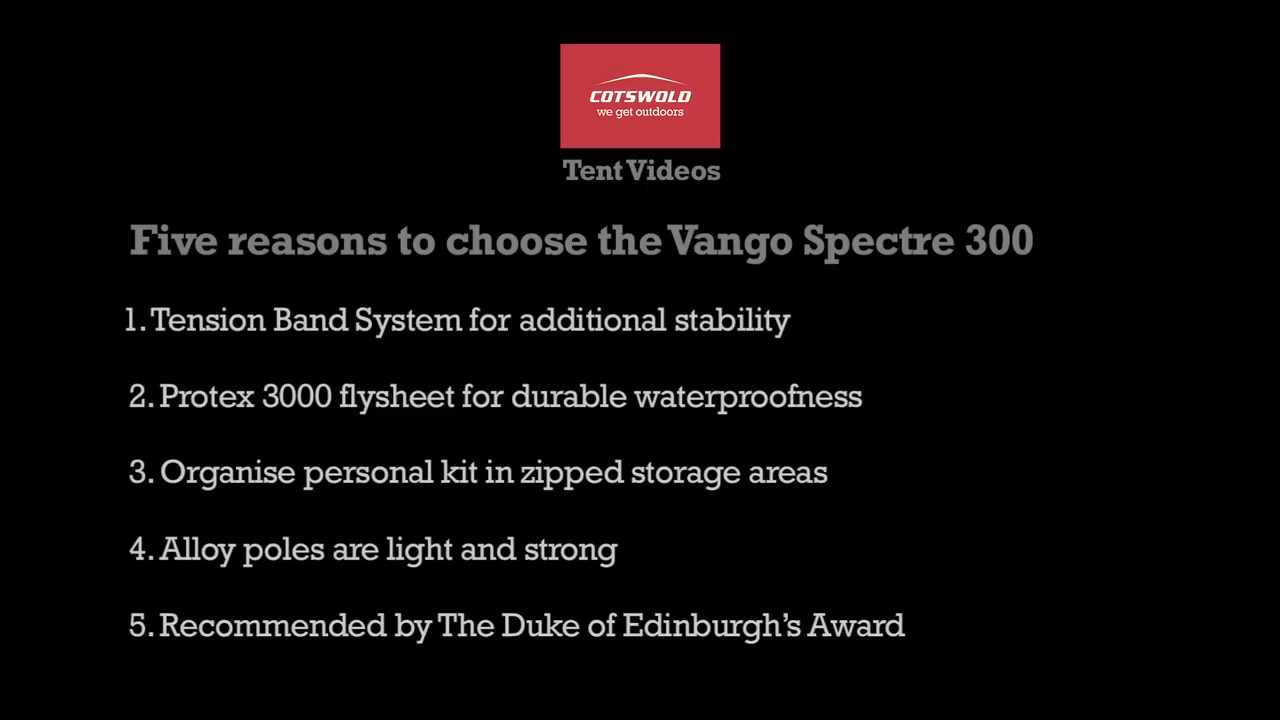 COTSWOLD
we get outdoors
Tent Videos
Five reasons to choose the Vango Spectre 300
1. Tension Band System for additional stability
2. Protex 3000 flysheet for durable waterproofness
3. Organise personal kit in zipped storage areas
4. Alloy poles are light and strong
5. Recommended by The Duke of Edinburgh's Award